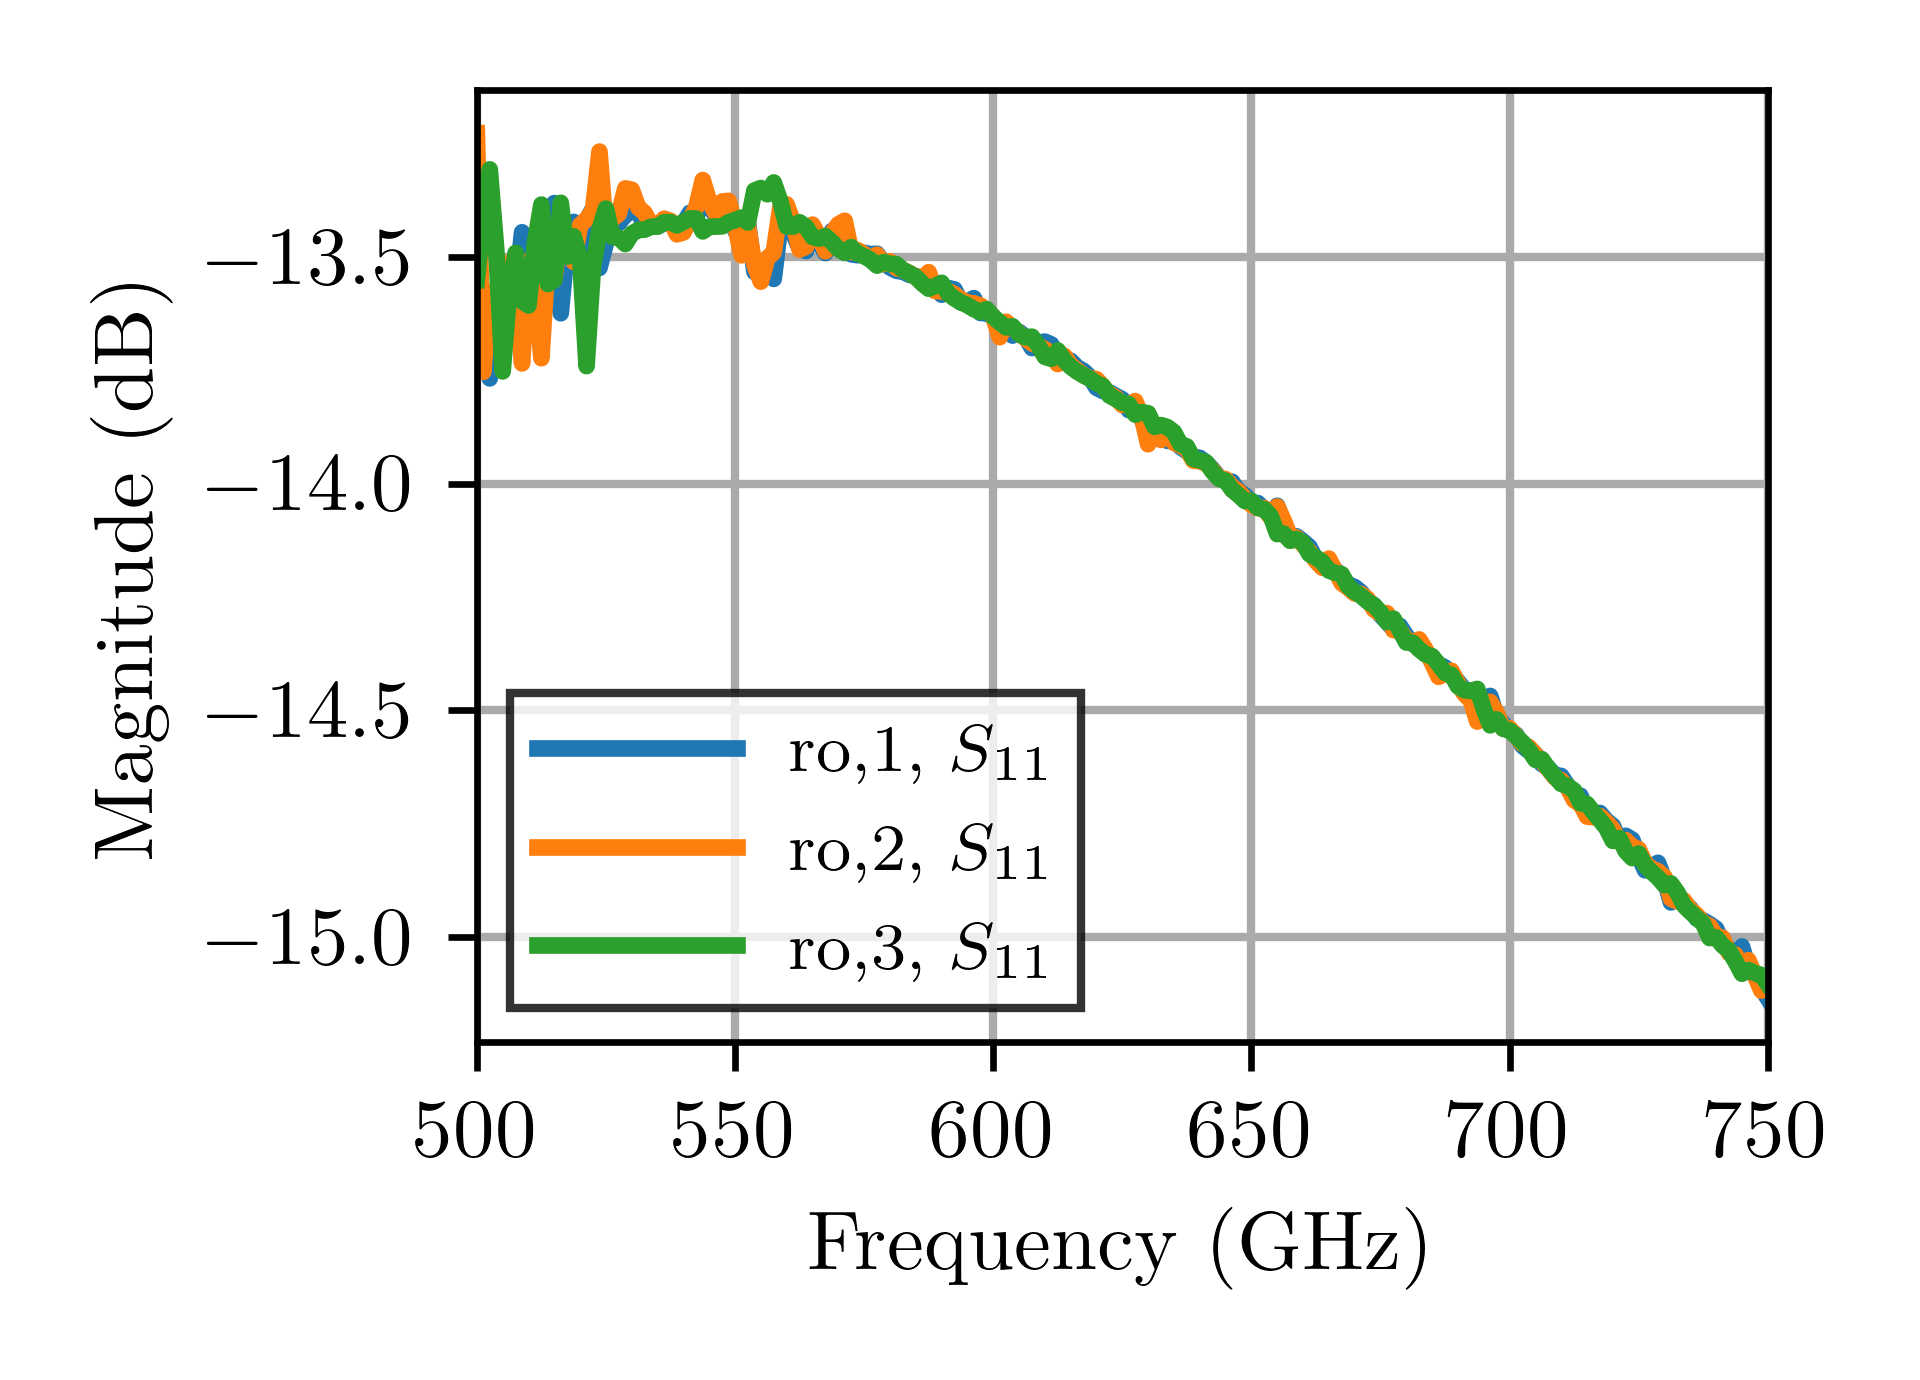 Magnitude (dB)
−13.5
−14.0
−14.5
−15.0
ro,1, S₁₁
ro,2, S₁₁
ro,3, S₁₁
500 550 600 650 700 750
Frequency (GHz)